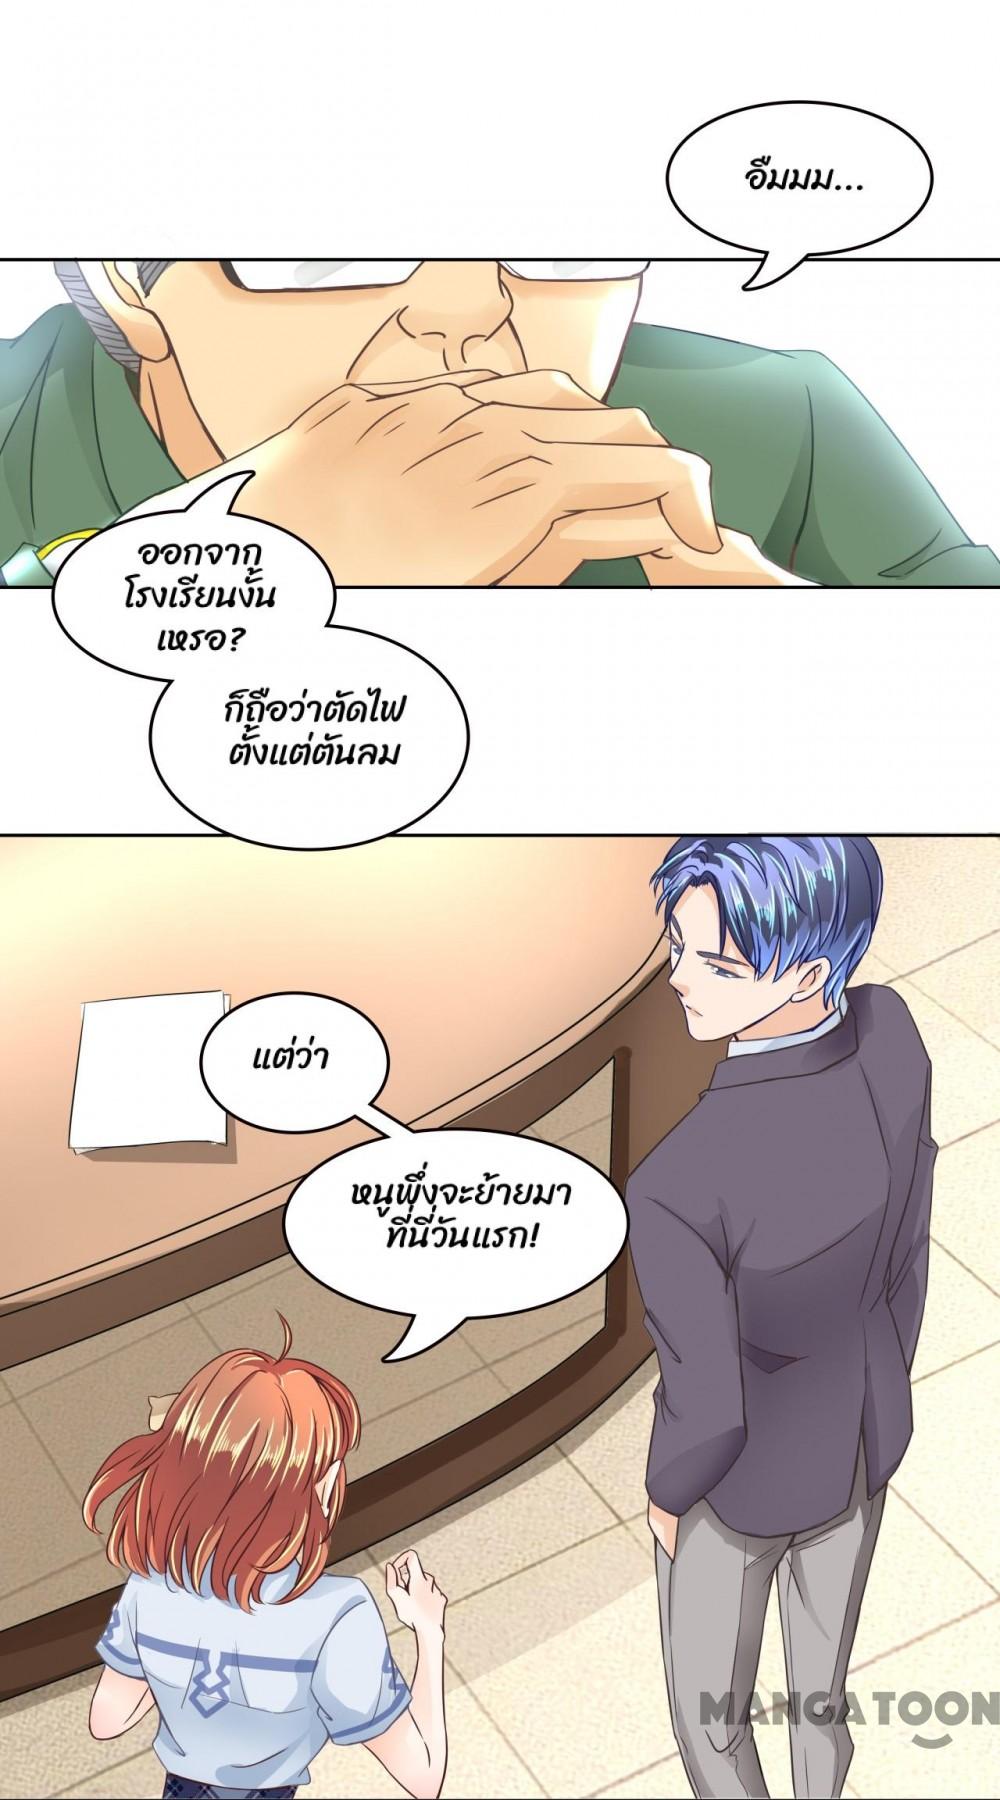 อืมมม...
ออกจาก
โรงเรียนงั้น
เหรอ?
ก็ถือว่าตัดไฟ
ตั้งแต่ตันลม
แต่ว่า
หนูพึ่งจะย้ายมา
ที่นี่วันแรก!
MANGATOON